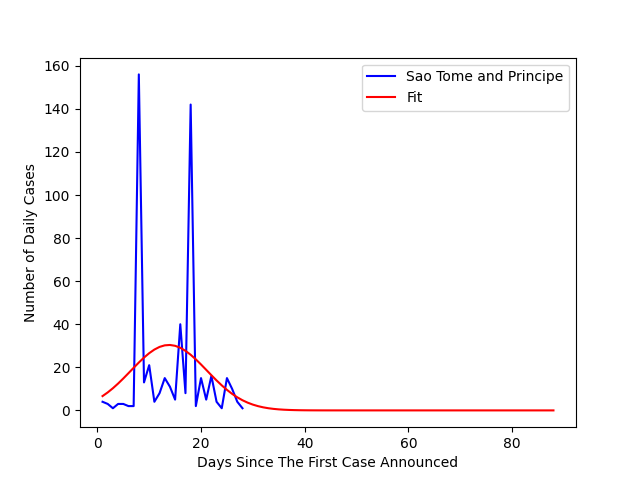 Sao Tome and Principe
Fit
160
140
120
100
80
60
40
20
0
Number of Daily Cases
0 20 40 60 80
Days Since The First Case Announced